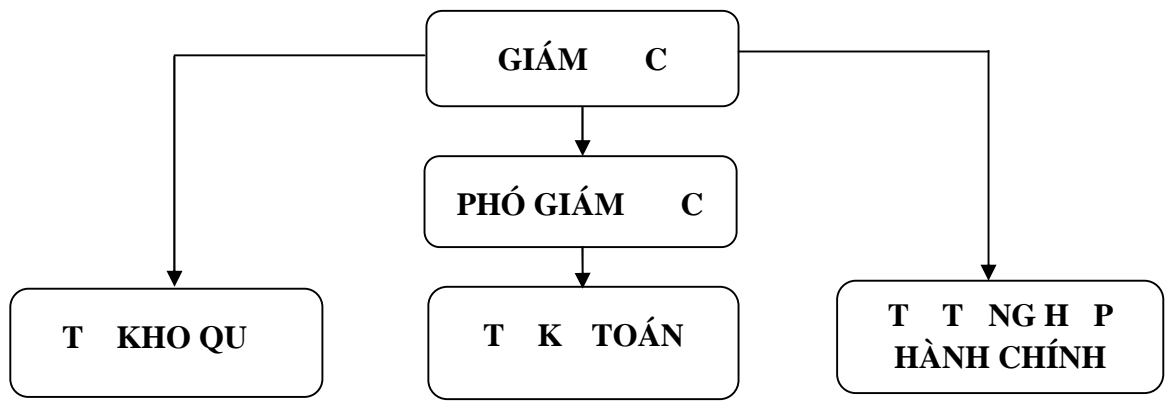 GIÁM C
PHÓ GIÁM C
T KHO QU
T K TOÁN
T T NG H P
HÀNH CHÍNH